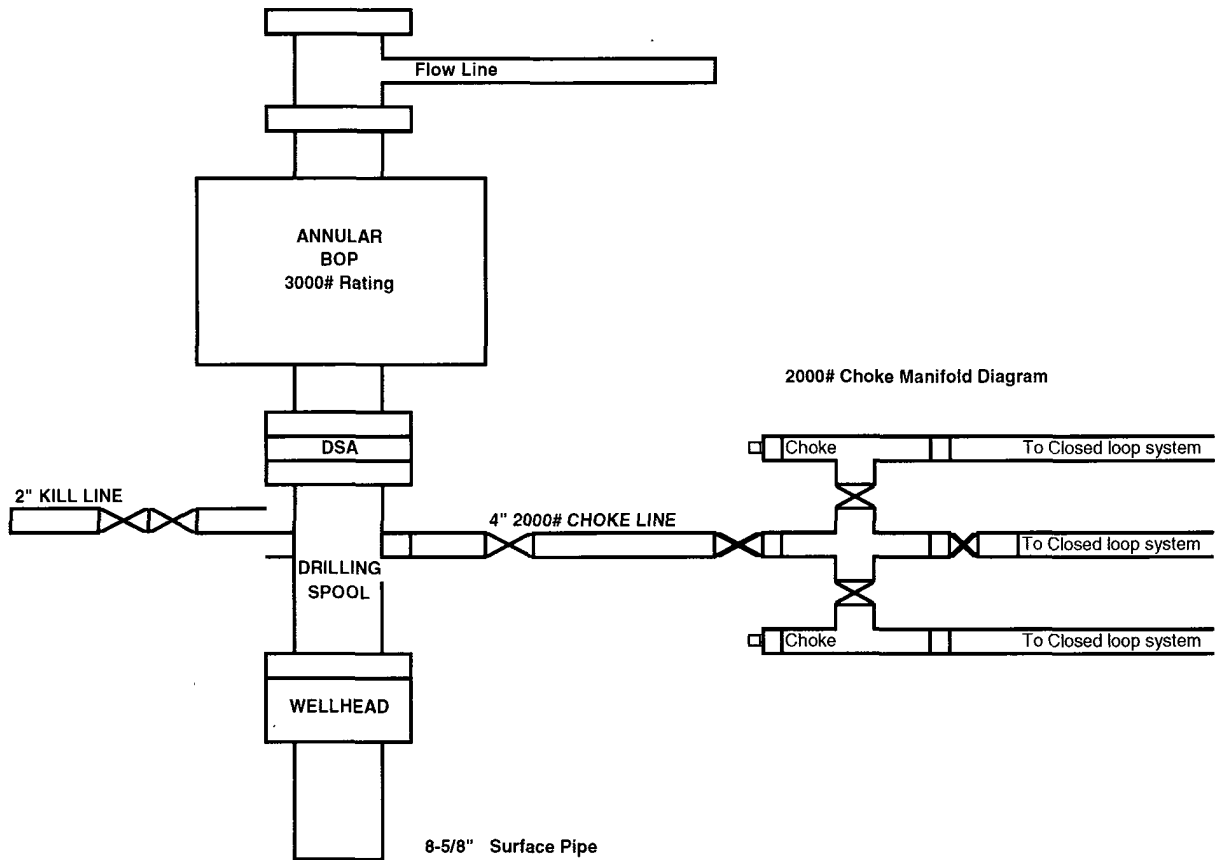 Flow Line
ANNULAR
BOP
3000# Rating
2000# Choke Manifold Diagram
DSA
Choke
To Closed loop system
2" KILL LINE
4" 2000# CHOKE LINE
To Closed loop system
DRILLING
SPOOL
Choke
To Closed loop system
WELLHEAD
8-5/8" Surface Pipe